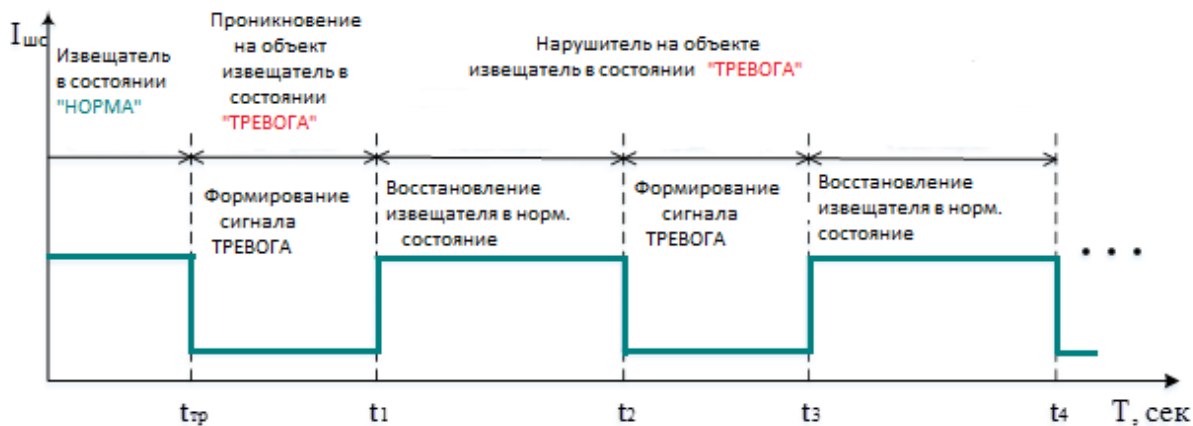 Iшс
Извещатель
в состоянии
"НОРМА"
Проникновение
на объект
извещатель в
состоянии
"ТРЕВОГА"
Нарушитель на объекте
извещатель в состоянии "ТРЕВОГА"
Формирование
сигнала
ТРЕВОГА
Восстановление
извещателя в норм.
состояние
Формирование
сигнала
ТРЕВОГА
Восстановление
извещателя в норм.
состояние
• • •
tтр
t1
t2
t3
t4
T, сек